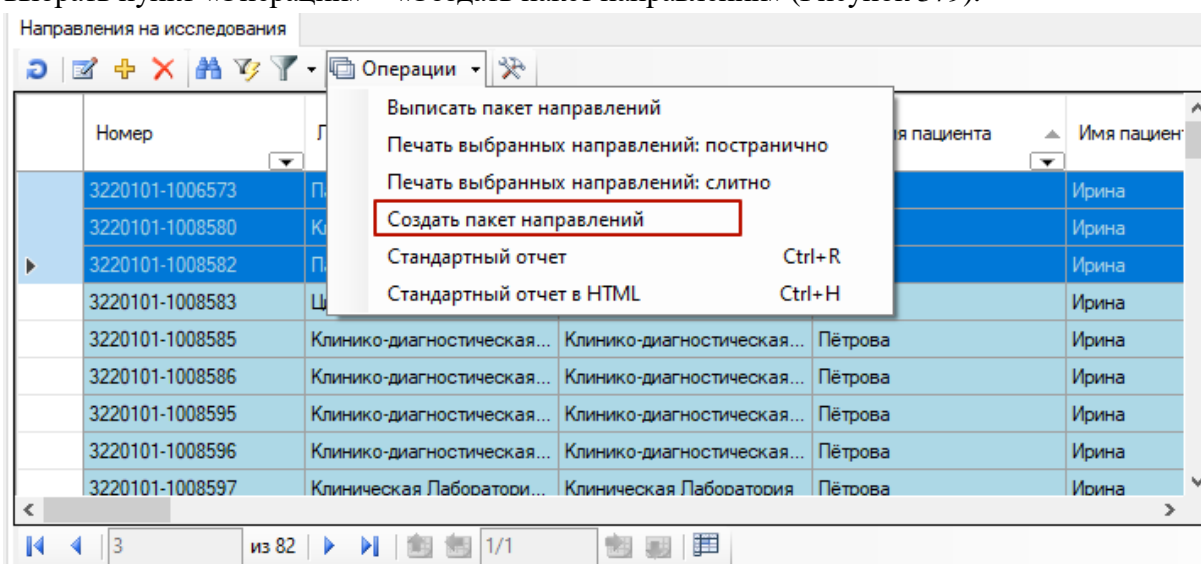 Направления на исследования
Операции
Выписать пакет направлений
Печать выбранных направлений: постранично
Печать выбранных направлений: слитно
Создать пакет направлений
Стандартный отчет Ctrl+R
Стандартный отчет в HTML Ctrl+H
Номер пациента Имя пациен
3220101-1006573 Ирина
3220101-1008580 Ирина
3220101-1008582 Ирина
3220101-1008583 Ирина
3220101-1008585 Клинико-диагностическая... Клинико-диагностическая... Пётрова Ирина
3220101-1008586 Клинико-диагностическая... Клинико-диагностическая... Пётрова Ирина
3220101-1008595 Клинико-диагностическая... Клинико-диагностическая... Пётрова Ирина
3220101-1008596 Клинико-диагностическая... Клинико-диагностическая... Пётрова Ирина
3220101-1008597 Клиническая Лаборатори... Клиническая Лаборатория Пётрова Ирина
3 из 82 1/1